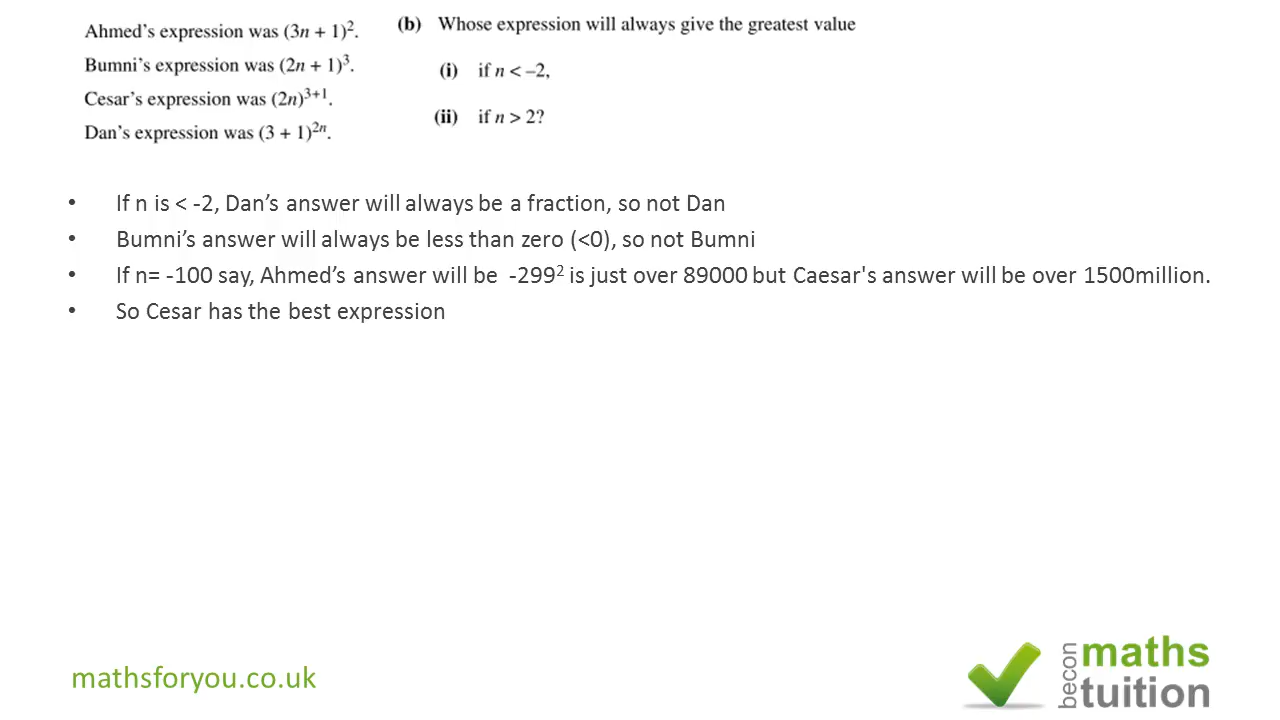 Ahmed's expression was (3n + 1)².
Bumni's expression was (2n + 1)³.
Cesar's expression was (2n)³⁺¹.
Dan's expression was (3 + 1)²ⁿ.
(b) Whose expression will always give the greatest value
(i) if n < –2,
(ii) if n > 2?
• If n is < -2, Dan's answer will always be a fraction, so not Dan
• Bumni's answer will always be less than zero (<0), so not Bumni
• If n= -100 say, Ahmed's answer will be -299² is just over 89000 but Caesar's answer will be over 1500million.
• So Cesar has the best expression
mathsforyou.co.uk
becon
maths
tuition